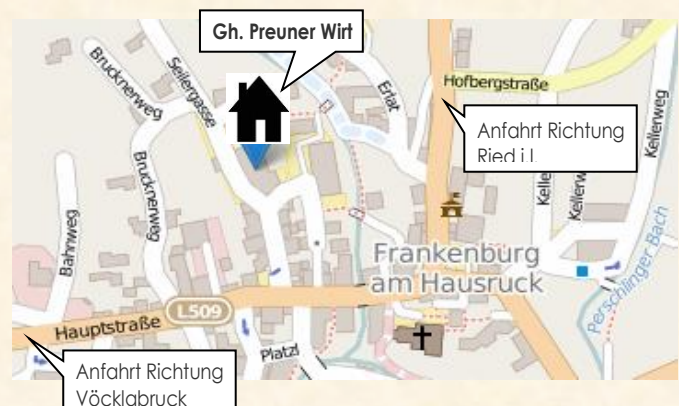 Gh. Preuner Wirt
Brucknerweg
Seilergasse
Erlat
Hofbergstraße
Anfahrt Richtung
Ried i.I.
Kellerweg
Brucknerweg
Bahnweg
Frankenburg
am Hausruck
Perschlinger Bach
L509
Hauptstraße
Platzl
Anfahrt Richtung
Vöcklabruck